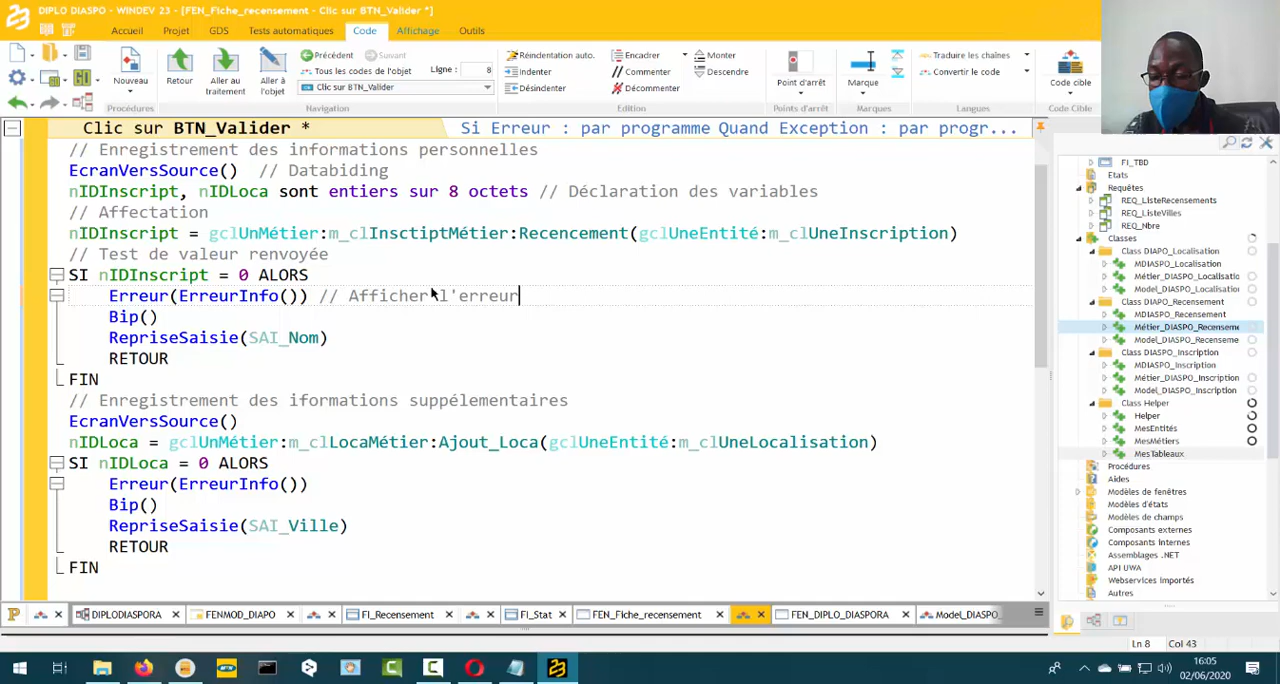 DIPLO DIASPO - WINDEV 23 - [FEN_Fiche_recensement - Clic sur BTN_Valider *]
Accueil Projet GDS Tests automatiques Code Affichage Outils
Nouveau
Procédures
Retour
Aller au traitement
Aller à l'objet
Précédent Suivant
Tous les codes de l'objet
Clic sur BTN_Valider
Ligne : 8
Navigation
Réindentation auto.
Indenter
Désindenter
Encadrer
// Commenter
Décommenter
Monter
Descendre
Edition
Point d'arrêt
Points d'arrêt
Marque
Marques
Traduire les chaînes
Convertir le code
Langues
Code cible
Code Cible
Clic sur BTN_Valider *
Si Erreur : par programme Quand Exception : par progr...
// Enregistrement des informations personnelles
EcranVersSource() // Databiding
nIDInscript, nIDLoca sont entiers sur 8 octets // Déclaration des variables
// Affectation
nIDInscript = gclUnMétier:m_clInsctiptMétier:Recencement(gclUneEntité:m_clUneInscription)
// Test de valeur renvoyée
SI nIDInscript = 0 ALORS
Erreur(ErreurInfo()) // Afficher l'erreur
Bip()
RepriseSaisie(SAI_Nom)
RETOUR
FIN
// Enregistrement des iformations suppélementaires
EcranVersSource()
nIDLoca = gclUnMétier:m_clLocaMétier:Ajout_Loca(gclUneEntité:m_clUneLocalisation)
SI nIDLoca = 0 ALORS
Erreur(ErreurInfo())
Bip()
RepriseSaisie(SAI_Ville)
RETOUR
FIN
FI_TBD
Etats
Requêtes
REQ_ListeRecensements
REQ_ListeVilles
REQ_Nbre
Classes
Class DIAPO_Localisation
MDIASPO_Localisation
Métier_DIASPO_Localisatio
Model_DIASPO_Localisatio
Class DIAPO_Recensement
MDIASPO_Recensement
Métier_DIASPO_Recenseme
Model_DIASPO_Recenseme
Class DIASPO_Inscription
MDIASPO_Inscription
Métier_DIASPO_Inscription
Model_DIASPO_Inscription
Class Helper
Helper
MesEntités
MesMétiers
MesTableaux
Procédures
Aides
Modèles de fenêtres
Modèles d'états
Modèles de champs
Composants externes
Composants internes
Assemblages .NET
API UWA
Webservices importés
Autres
DIPLODIASPORA FENMOD_DIAPO FI_Recensement FI_Stat FEN_Fiche_recensement FEN_DIPLO_DIASPORA Model_DIASPO
Ln 8 Col 43
16:05
02/06/2020